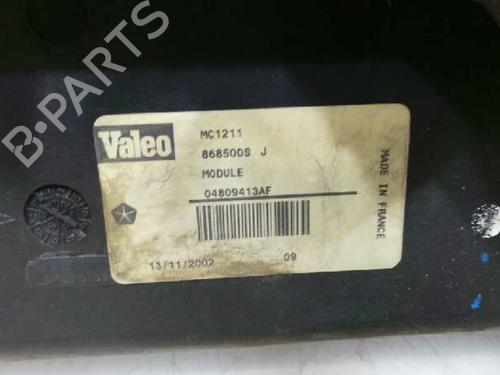 Valeo
MC1211
868500S J
MODULE
04809413AF
13/11/2002 09
MADE IN FRANCE
B-PARTS